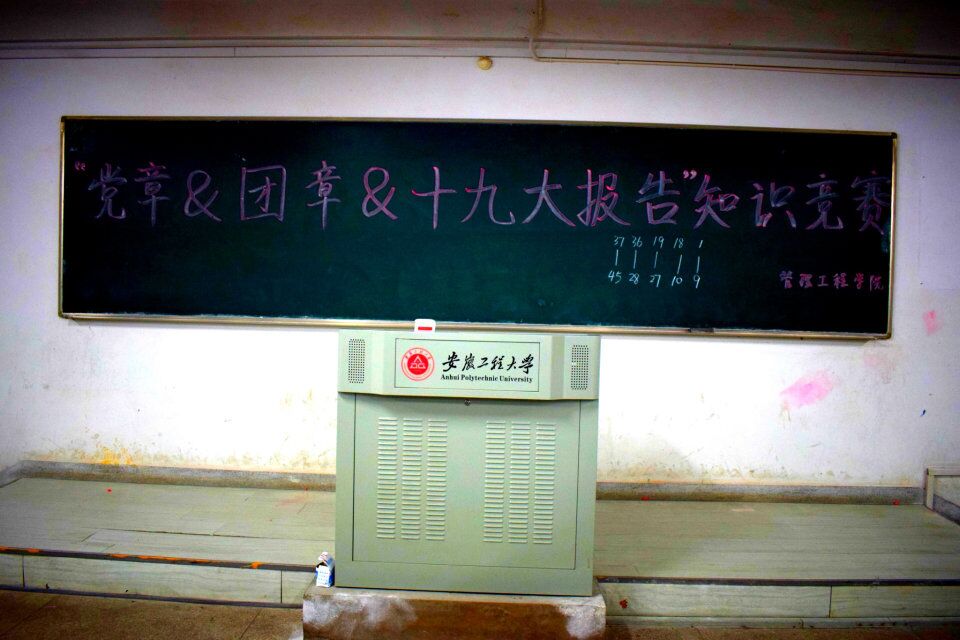 “党章&团章&十九大报告”知识竞赛
37 36 19 18 1
45 28 27 10 9
管理工程学院
安徽工程大学
Anhui Polytechnic University